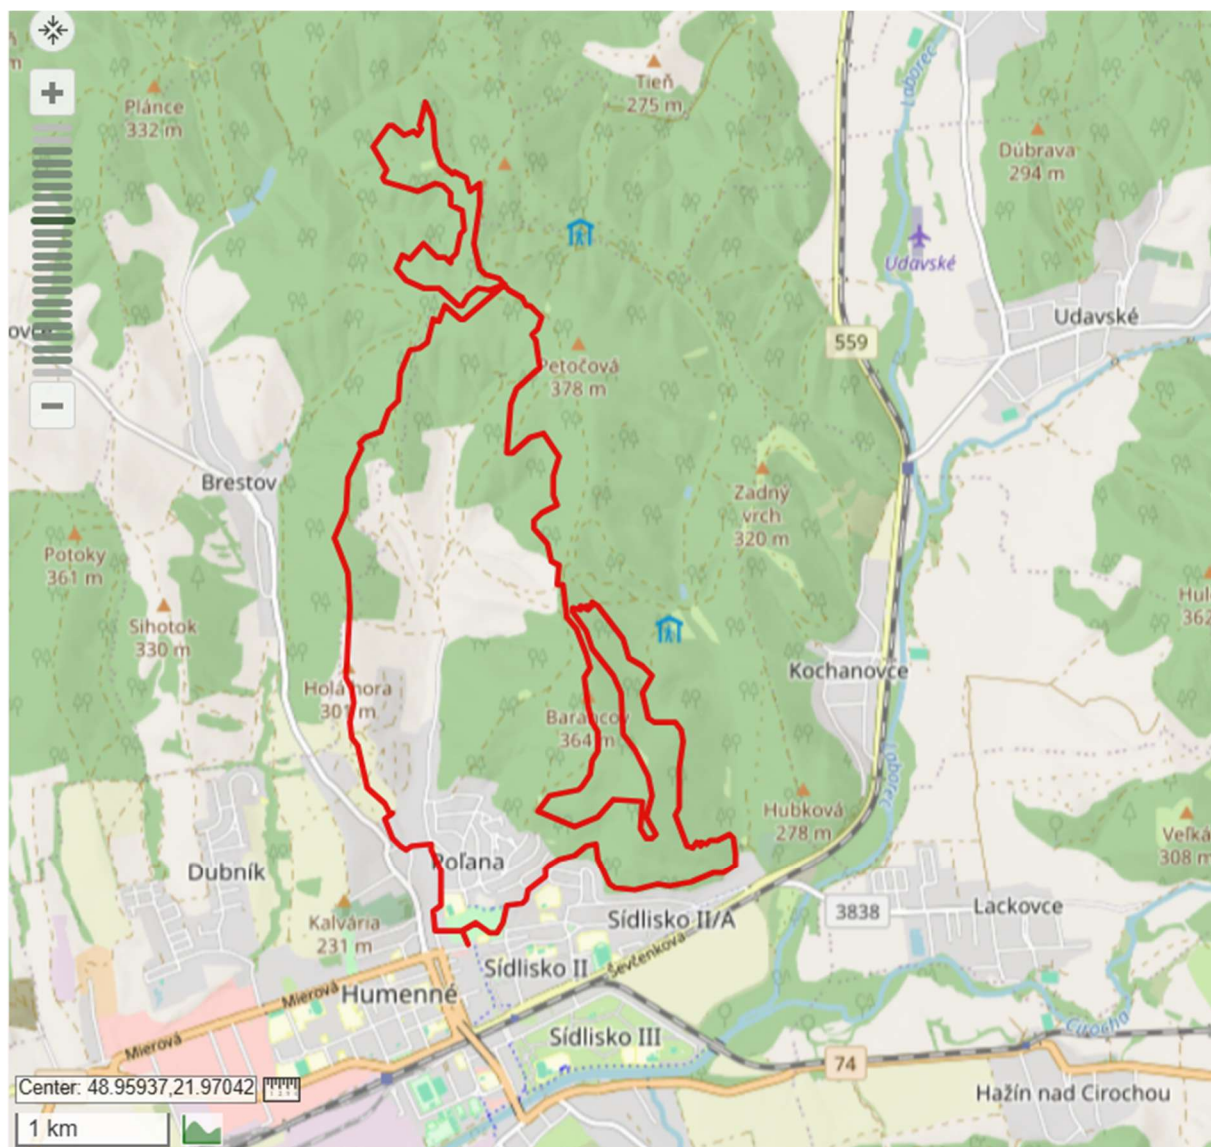 m
Plánce
332 m
Tieň
275 m
Laborec
Dúbrava
294 m
Udavské
Udavské
559
Petočová
378 m
Brestov
Zadný
vrch
320 m
Potoky
361 m
Sihotok
330 m
Kochanovce
Holá hora
301 m
Barancov
364 m
Laborec
Hubková
278 m
308 m
Poľana
Dubník
Kalvária
231 m
Sídlisko II/A
3838
Lackovce
Ševčenková
Sídlisko II
Mierová
Humenné
Sídlisko III
Cirocha
Mierová
74
Center: 48.95937,21.97042
Hažín nad Cirochou
1 km